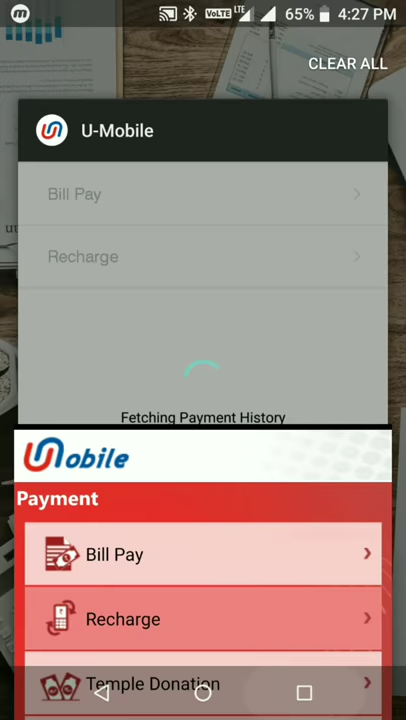 VoLTE LTE 65% 4:27 PM
CLEAR ALL
U-Mobile
Bill Pay
Recharge
Fetching Payment History
UMobile
Payment
Bill Pay
Recharge
Temple Donation